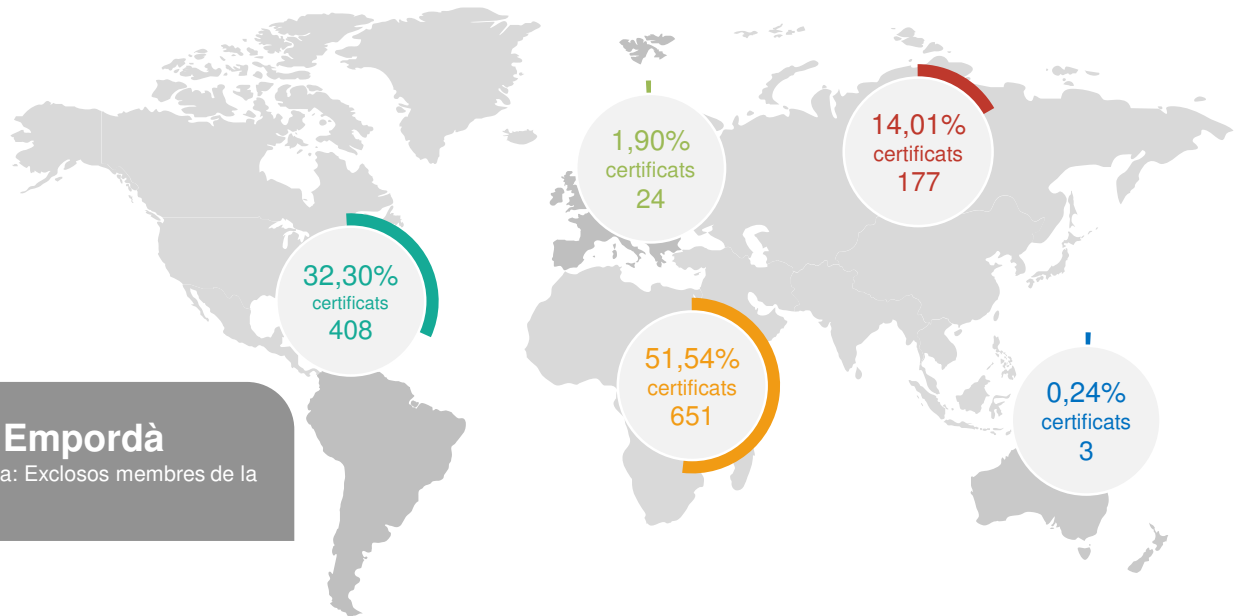 1,90%
certificats
24
14,01%
certificats
177
32,30%
certificats
408
51,54%
certificats
651
0,24%
certificats
3
Empordà
a: Exclosos membres de la